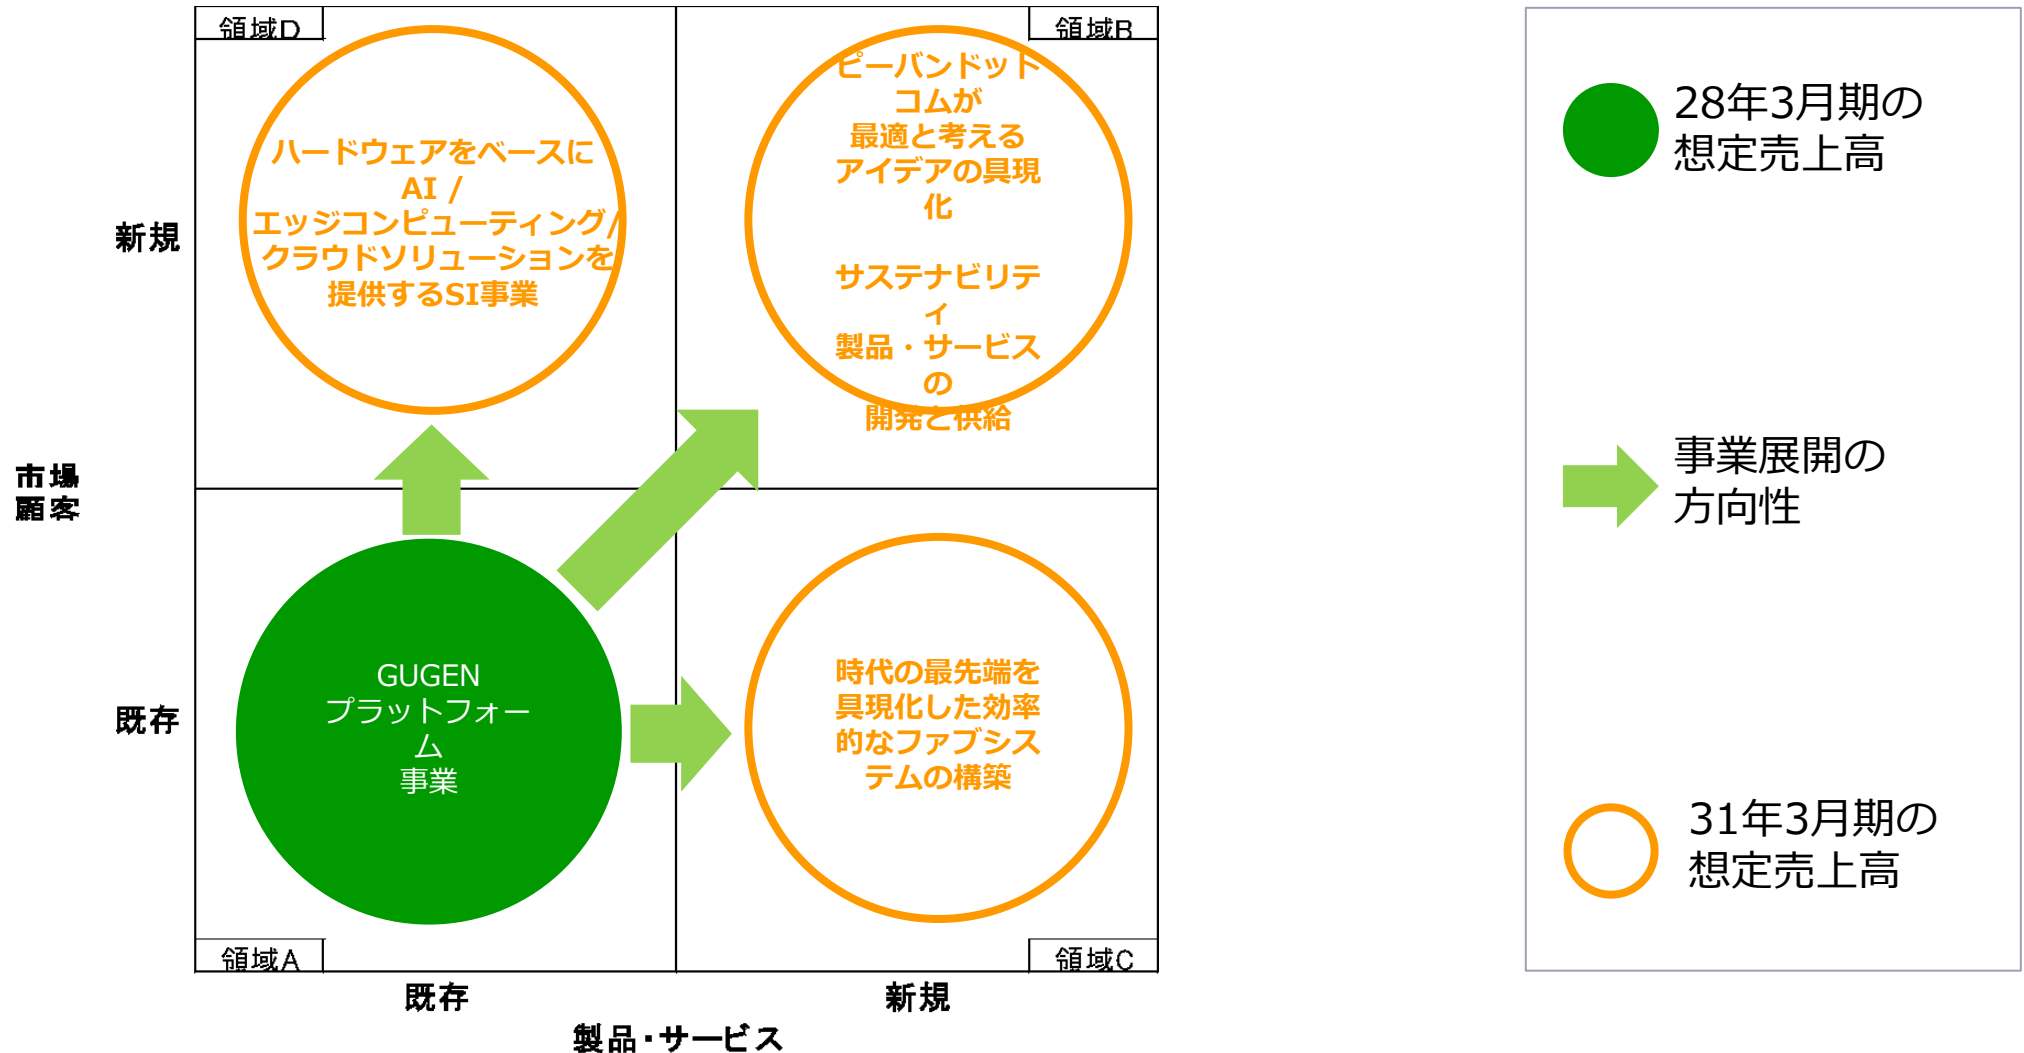 領域D
領域B
ハードウェアをベースに
AI /
エッジコンピューティング/
クラウドソリューションを
提供するSI事業
ピーバンドット
コムが
最適と考える
アイデアの具現
化
サステナビリテ
ィ
製品・サービス
の
開発と供給
新規
市場
顧客
既存
GUGEN
プラットフォー
ム
事業
時代の最先端を
具現化した効率
的なファブシス
テムの構築
領域A
領域C
既存
新規
製品・サービス
28年3月期の
想定売上高
事業展開の
方向性
31年3月期の
想定売上高